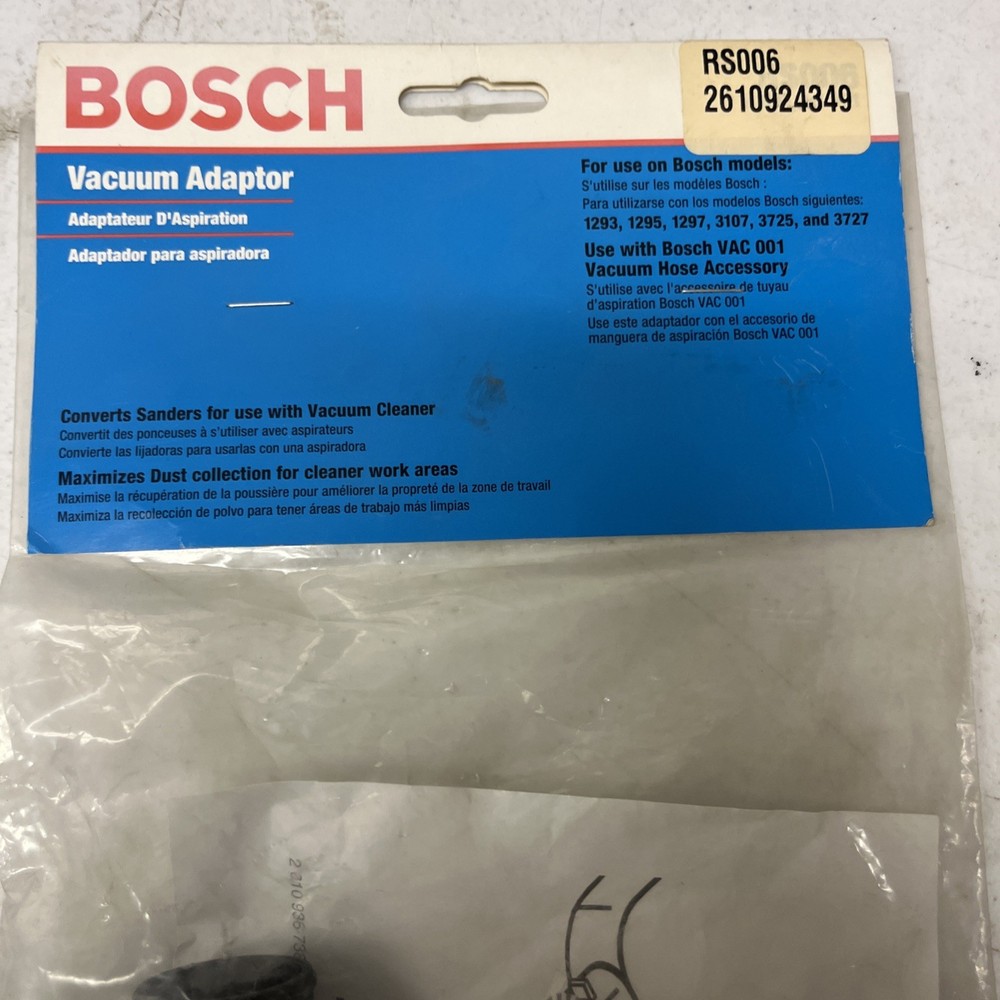 BOSCH
RS006
2610924349
Vacuum Adaptor
Adaptateur D'Aspiration
Adaptador para aspiradora
For use on Bosch models:
S'utilise sur les modèles Bosch :
Para utilizarse con los modelos Bosch siguientes:
1293, 1295, 1297, 3107, 3725, and 3727
Use with Bosch VAC 001
Vacuum Hose Accessory
S'utilise avec l'accessoire de tuyau
d'aspiration Bosch VAC 001
Use este adaptador con el accesorio de
manguera de aspiración Bosch VAC 001
Converts Sanders for use with Vacuum Cleaner
Convertit des ponceuses à s'utiliser avec aspirateurs
Convierte las lijadoras para usarlas con una aspiradora
Maximizes Dust collection for cleaner work areas
Maximise la récupération de la poussière pour améliorer la propreté de la zone de travail
Maximiza la recolección de polvo para tener áreas de trabajo más limpias